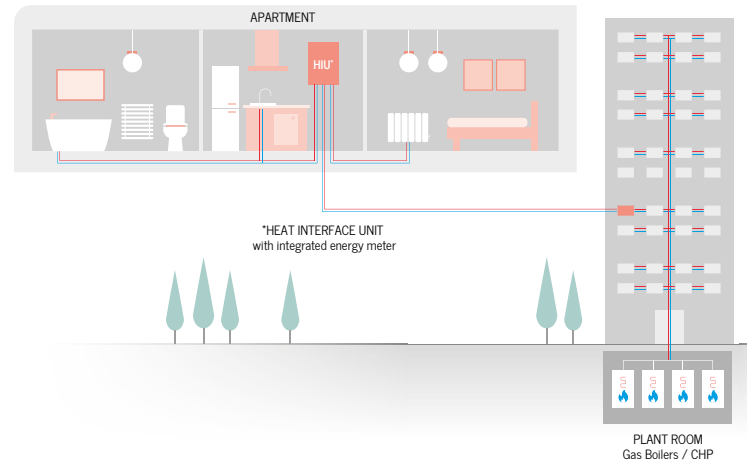 APARTMENT
HIU*
*HEAT INTERFACE UNIT
with integrated energy meter
PLANT ROOM
Gas Boilers / CHP